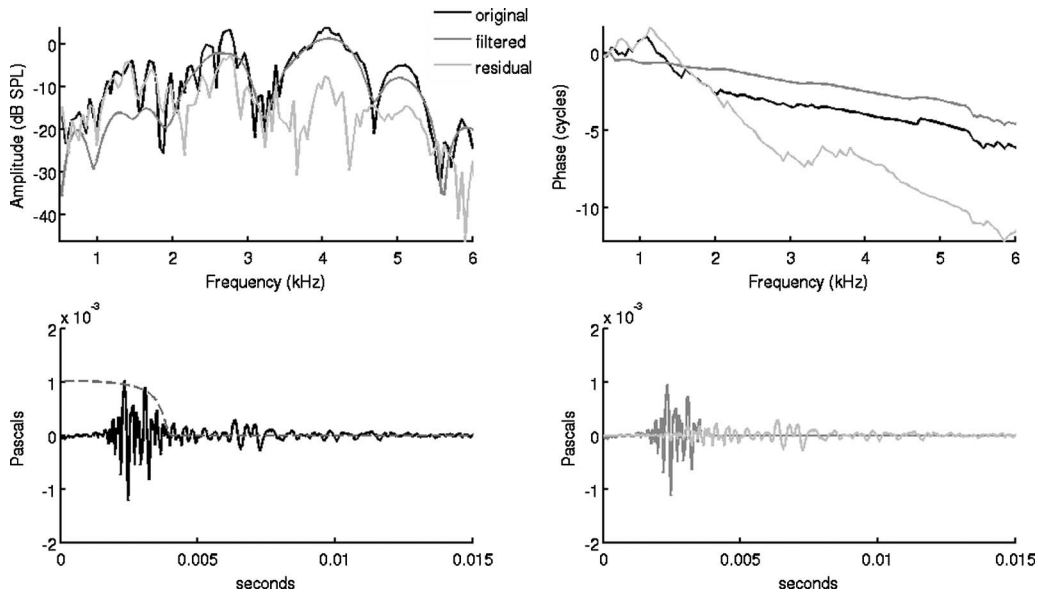 original
filtered
residual
0
-10
-20
-30
-40
Amplitude (dB SPL)
1 2 3 4 5 6
Frequency (kHz)
0
-5
-10
Phase (cycles)
1 2 3 4 5 6
Frequency (kHz)
x 10⁻³
2
1
0
-1
-2
Pascals
0 0.005 0.01 0.015
seconds
x 10⁻³
2
1
0
-1
-2
Pascals
0 0.005 0.01 0.015
seconds